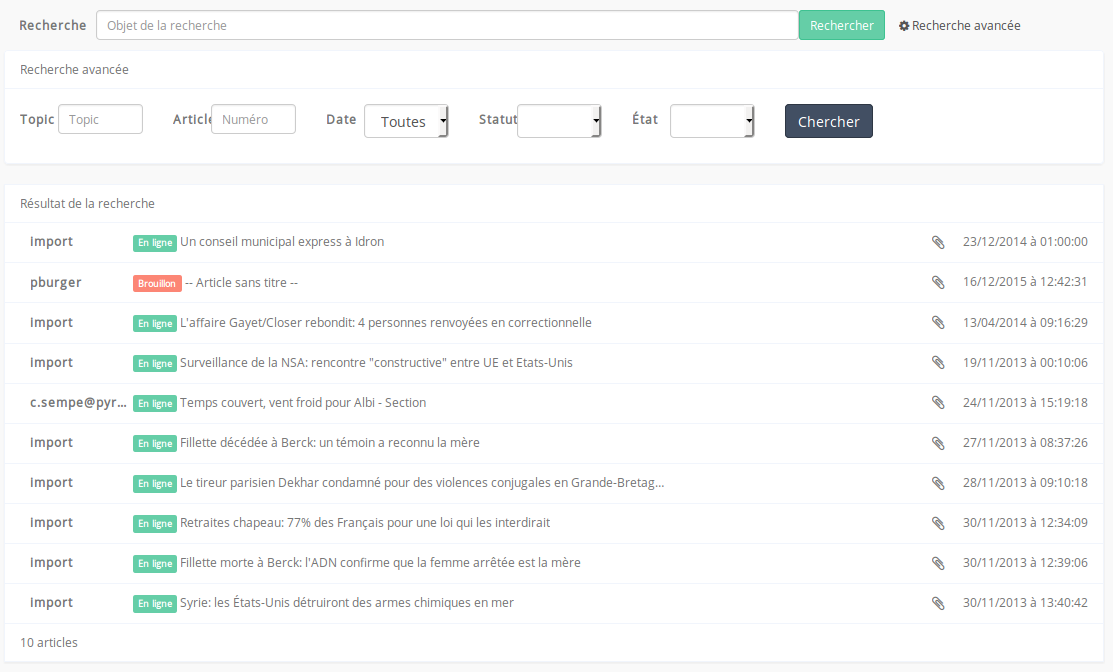 Recherche Objet de la recherche Rechercher Recherche avancée
Recherche avancée
Topic Topic Article Numéro Date Toutes Statut État Chercher
Résultat de la recherche
Import En ligne Un conseil municipal express à Idron 23/12/2014 à 01:00:00
pburger Brouillon -- Article sans titre -- 16/12/2015 à 12:42:31
Import En ligne L'affaire Gayet/Closer rebondit: 4 personnes renvoyées en correctionnelle 13/04/2014 à 09:16:29
Import En ligne Surveillance de la NSA: rencontre "constructive" entre UE et Etats-Unis 19/11/2013 à 00:10:06
c.sempe@pyr... En ligne Temps couvert, vent froid pour Albi - Section 24/11/2013 à 15:19:18
Import En ligne Fillette décédée à Berck: un témoin a reconnu la mère 27/11/2013 à 08:37:26
Import En ligne Le tireur parisien Dekhar condamné pour des violences conjugales en Grande-Bretag... 28/11/2013 à 09:10:18
Import En ligne Retraites chapeau: 77% des Français pour une loi qui les interdirait 30/11/2013 à 12:34:09
Import En ligne Fillette morte à Berck: l'ADN confirme que la femme arrêtée est la mère 30/11/2013 à 12:39:06
Import En ligne Syrie: les États-Unis détruiront des armes chimiques en mer 30/11/2013 à 13:40:42
10 articles